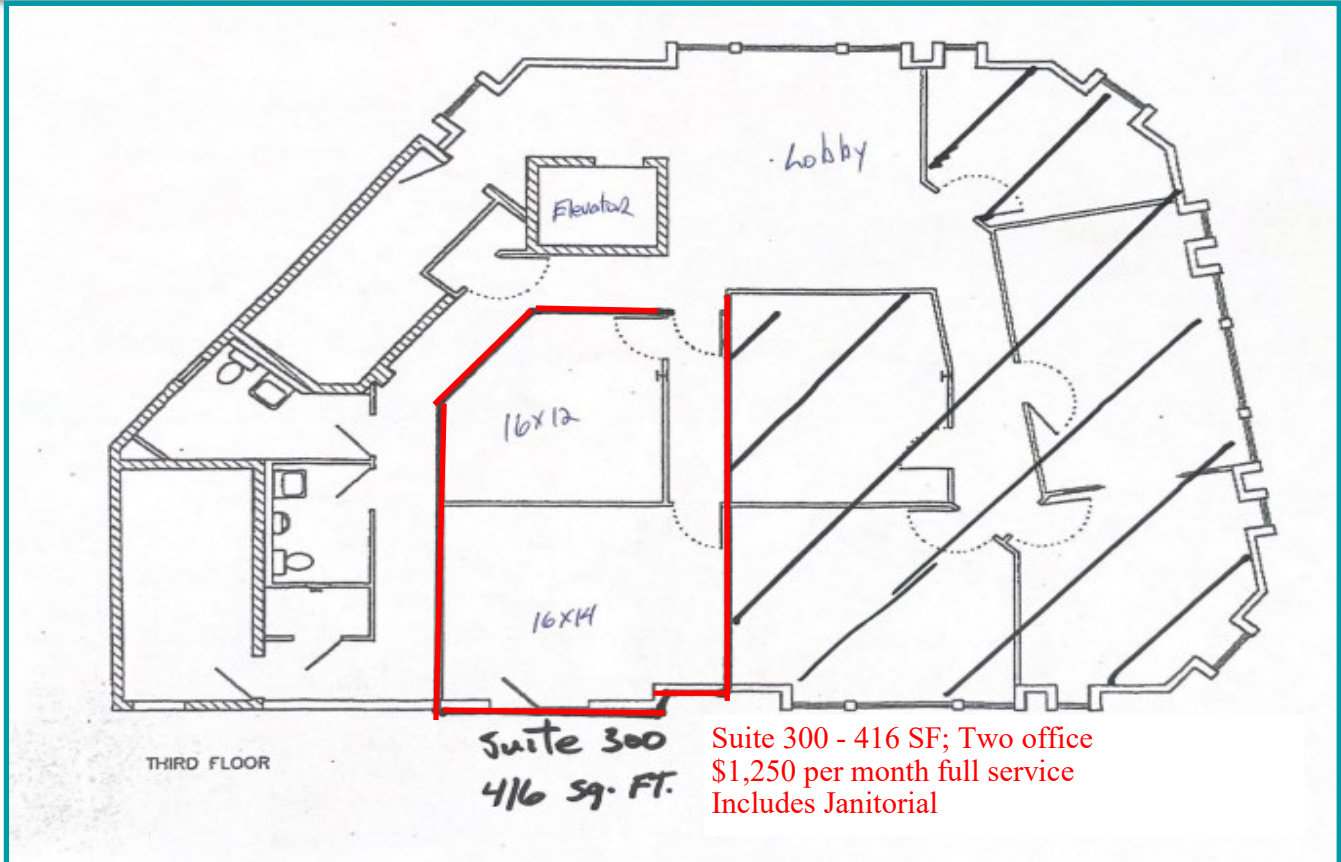 Lobby
Elevator
16x12
16x14
Suite 300
416 sq. FT.
THIRD FLOOR
Suite 300 - 416 SF; Two office
$1,250 per month full service
Includes Janitorial